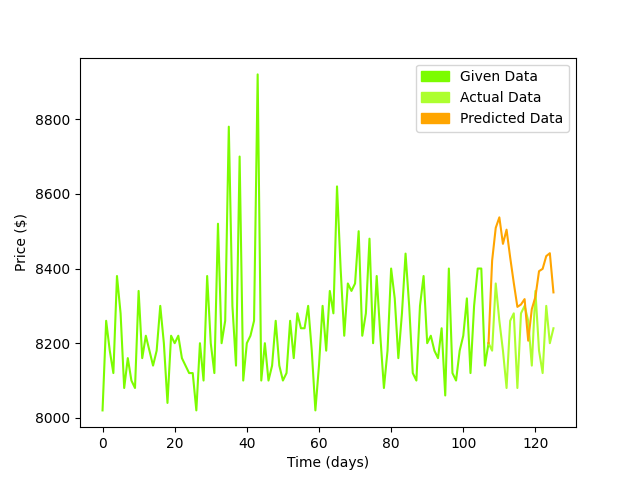 Given Data
Actual Data
Predicted Data
8800
8600
8400
8200
8000
Price ($)
0 20 40 60 80 100 120
Time (days)